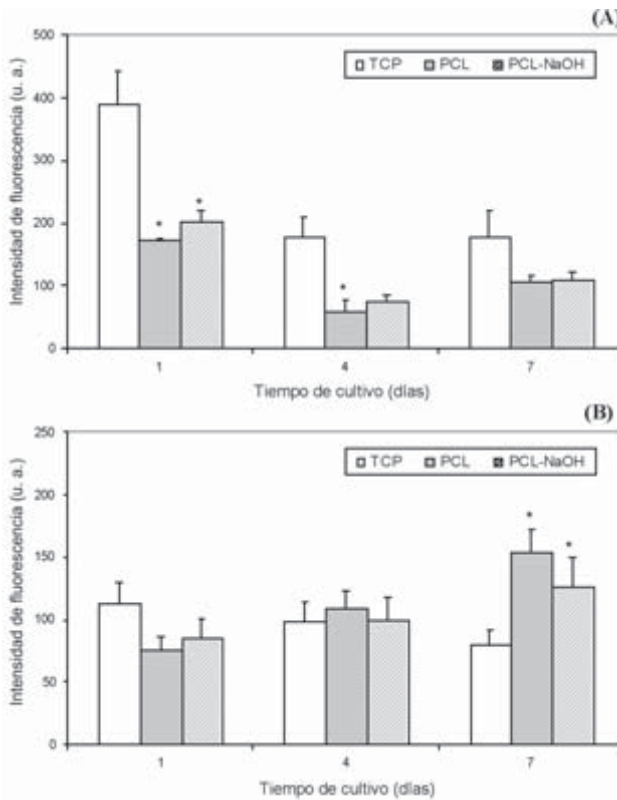 (A)
500
400
300
200
100
0
Intensidad de fluorescencia (u. a.)
TCP PCL PCL-NaOH
* *
*
1 4 7
Tiempo de cultivo (días)
(B)
250
200
150
100
50
0
Intensidad de fluorescencia (u. a.)
TCP PCL PCL-NaOH
* *
1 4 7
Tiempo de cultivo (días)